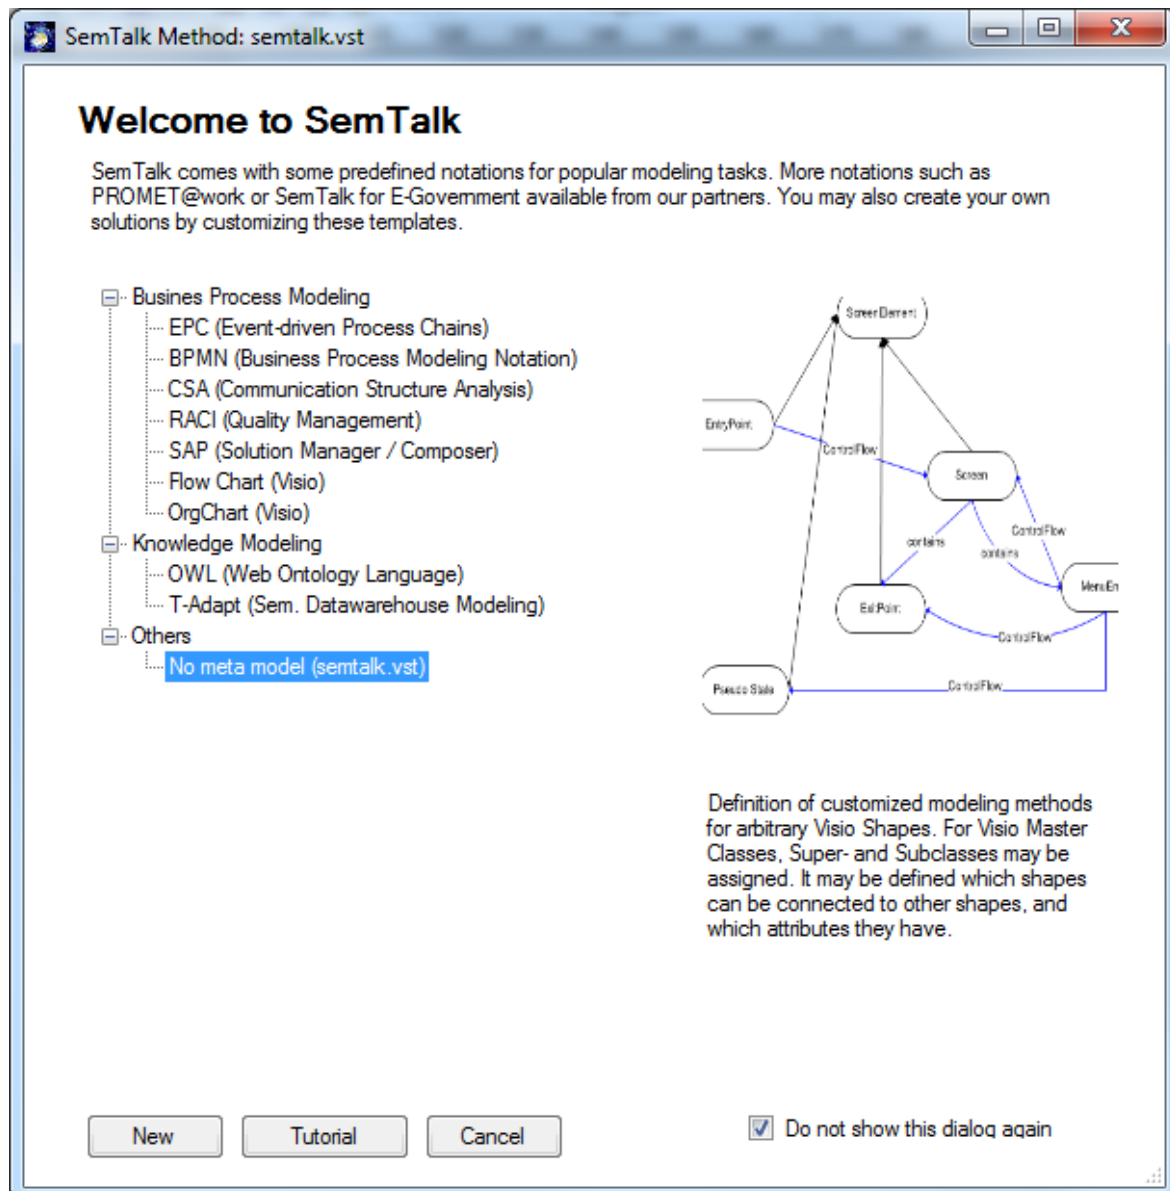 SemTalk Method: semtalk.vst
Welcome to SemTalk
SemTalk comes with some predefined notations for popular modeling tasks. More notations such as
PROMET@work or SemTalk for E-Government available from our partners. You may also create your own
solutions by customizing these templates.
Busines Process Modeling
EPC (Event-driven Process Chains)
BPMN (Business Process Modeling Notation)
CSA (Communication Structure Analysis)
RACI (Quality Management)
SAP (Solution Manager / Composer)
Flow Chart (Visio)
OrgChart (Visio)
Knowledge Modeling
OWL (Web Ontology Language)
T-Adapt (Sem. Datawarehouse Modeling)
Others
No meta model (semtalk.vst)
Screen Element
EntryPoint
ControlFlow
Screen
ControlFlow
contains
contains
MenuEn
ExitPoint
ControlFlow
Pseudo State
ControlFlow
Definition of customized modeling methods
for arbitrary Visio Shapes. For Visio Master
Classes, Super- and Subclasses may be
assigned. It may be defined which shapes
can be connected to other shapes, and
which attributes they have.
New
Tutorial
Cancel
Do not show this dialog again